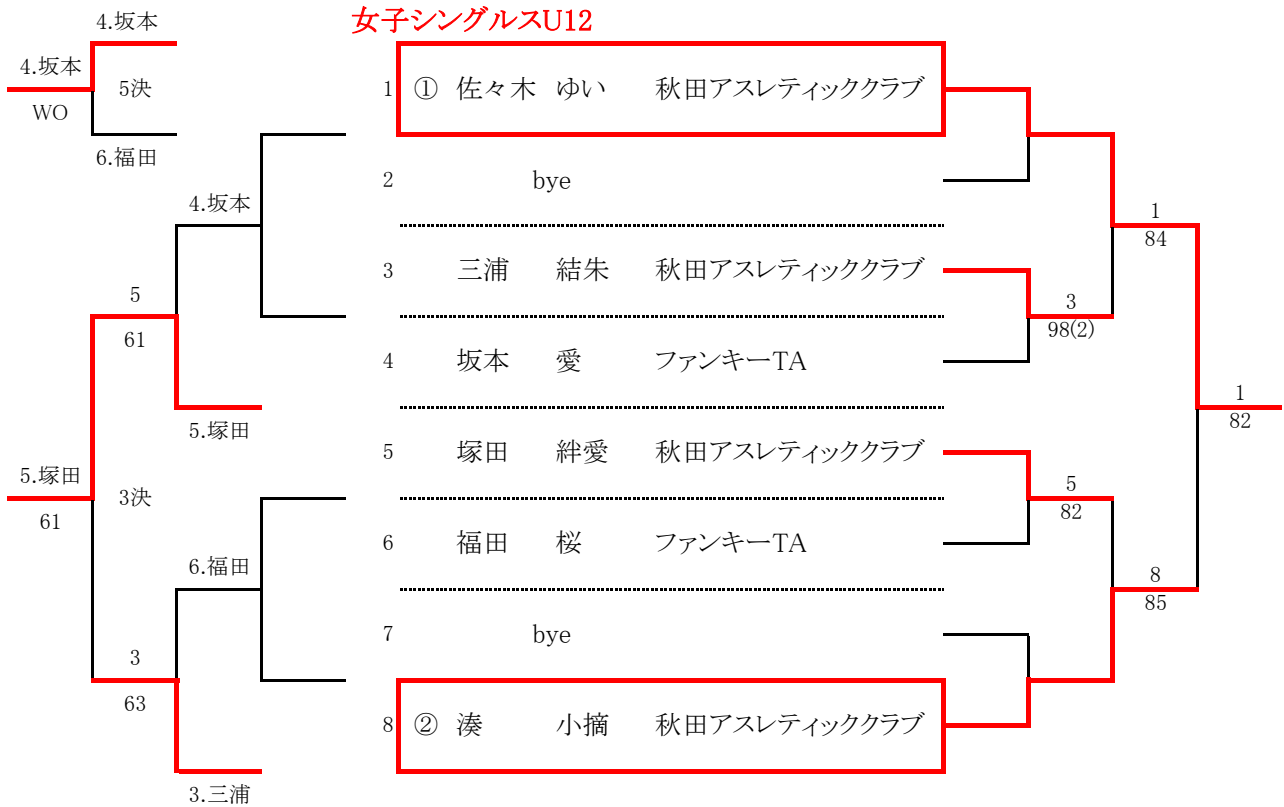 女子シングルスU12
4.坂本
4.坂本
5決
WO
6.福田
4.坂本
5
61
5.塚田
5.塚田
3決
61
6.福田
3
63
3.三浦
1 ① 佐々木 ゆい 秋田アスレティッククラブ
2 bye
3 三浦 結朱 秋田アスレティッククラブ
4 坂本 愛 ファンキーTA
5 塚田 絆愛 秋田アスレティッククラブ
6 福田 桜 ファンキーTA
7 bye
8 ② 湊 小摘 秋田アスレティッククラブ
1
84
3
98(2)
1
82
5
82
8
85